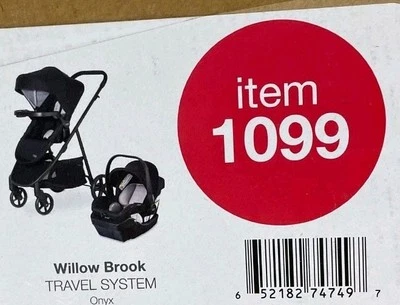 item
1099
Willow Brook
TRAVEL SYSTEM
Onyx
6 52182 74749 7